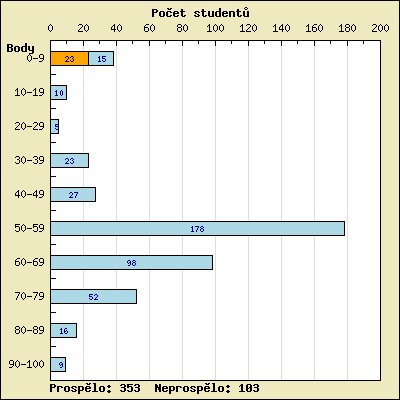 Počet studentů
0 20 40 60 80 100 120 140 160 180 200
Body
0-9 23 15
10-19 10
20-29 5
30-39 23
40-49 27
50-59 178
60-69 98
70-79 52
80-89 16
90-100 9
Prospělo: 353 Neprospělo: 103